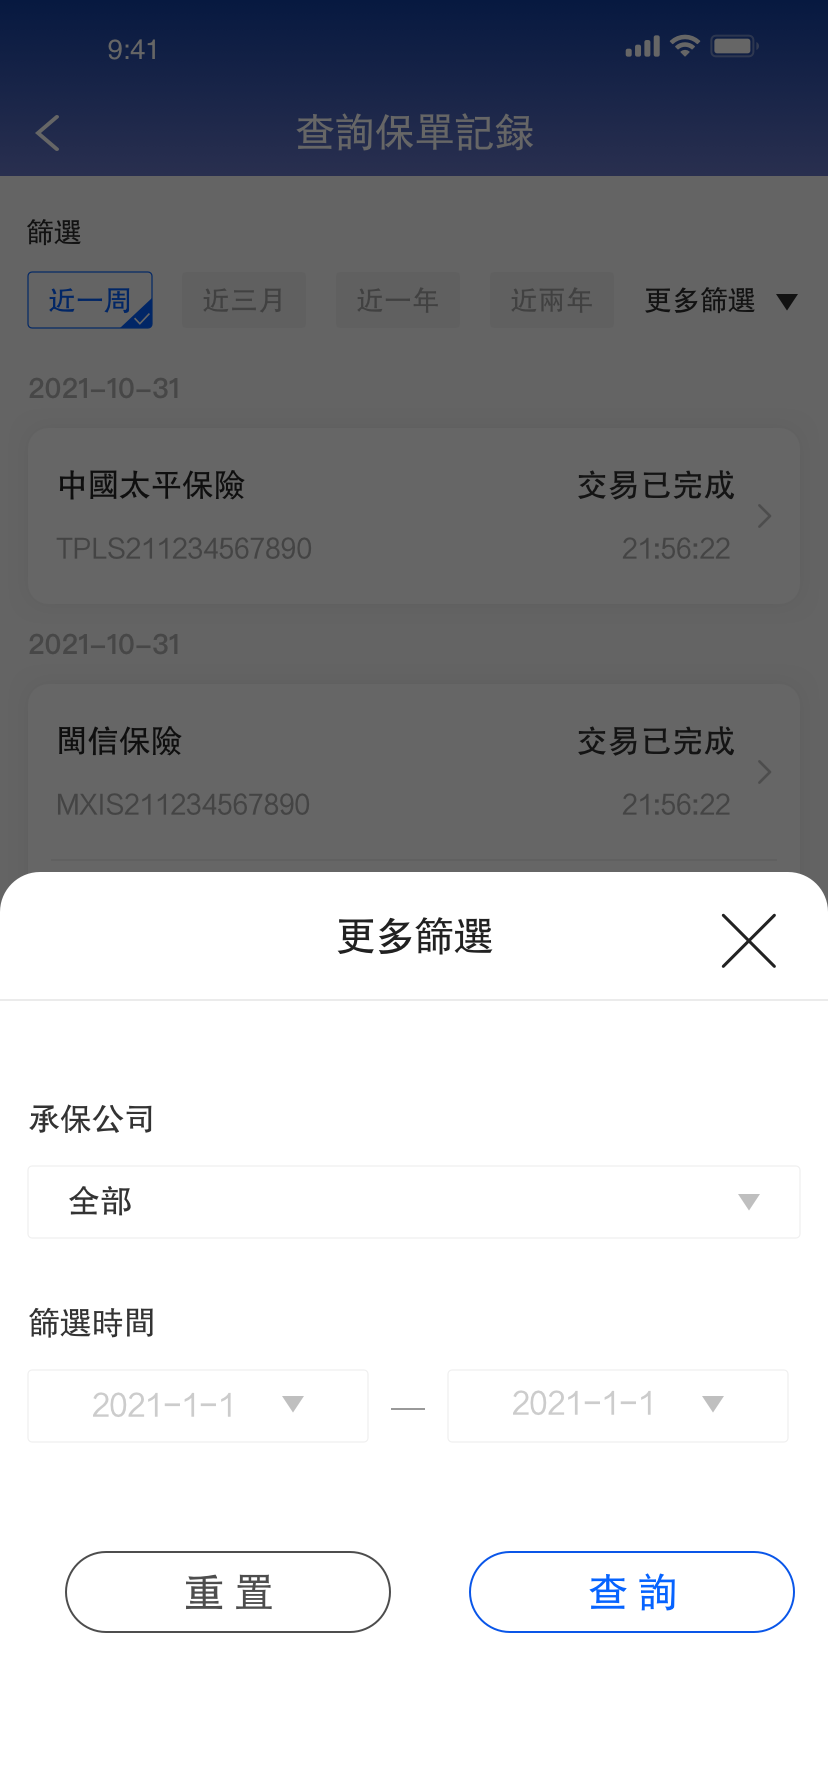 9:41
查詢保單記録
篩選
近一周 近三月 近一年 近兩年 更多篩選
2021-10-31
中國太平保險 交易已完成
TPLS211234567890 21:56:22
2021-10-31
閩信保險 交易已完成
MXIS211234567890 21:56:22
更多篩選
承保公司
全部
篩選時間
2021-1-1 — 2021-1-1
重置 查詢